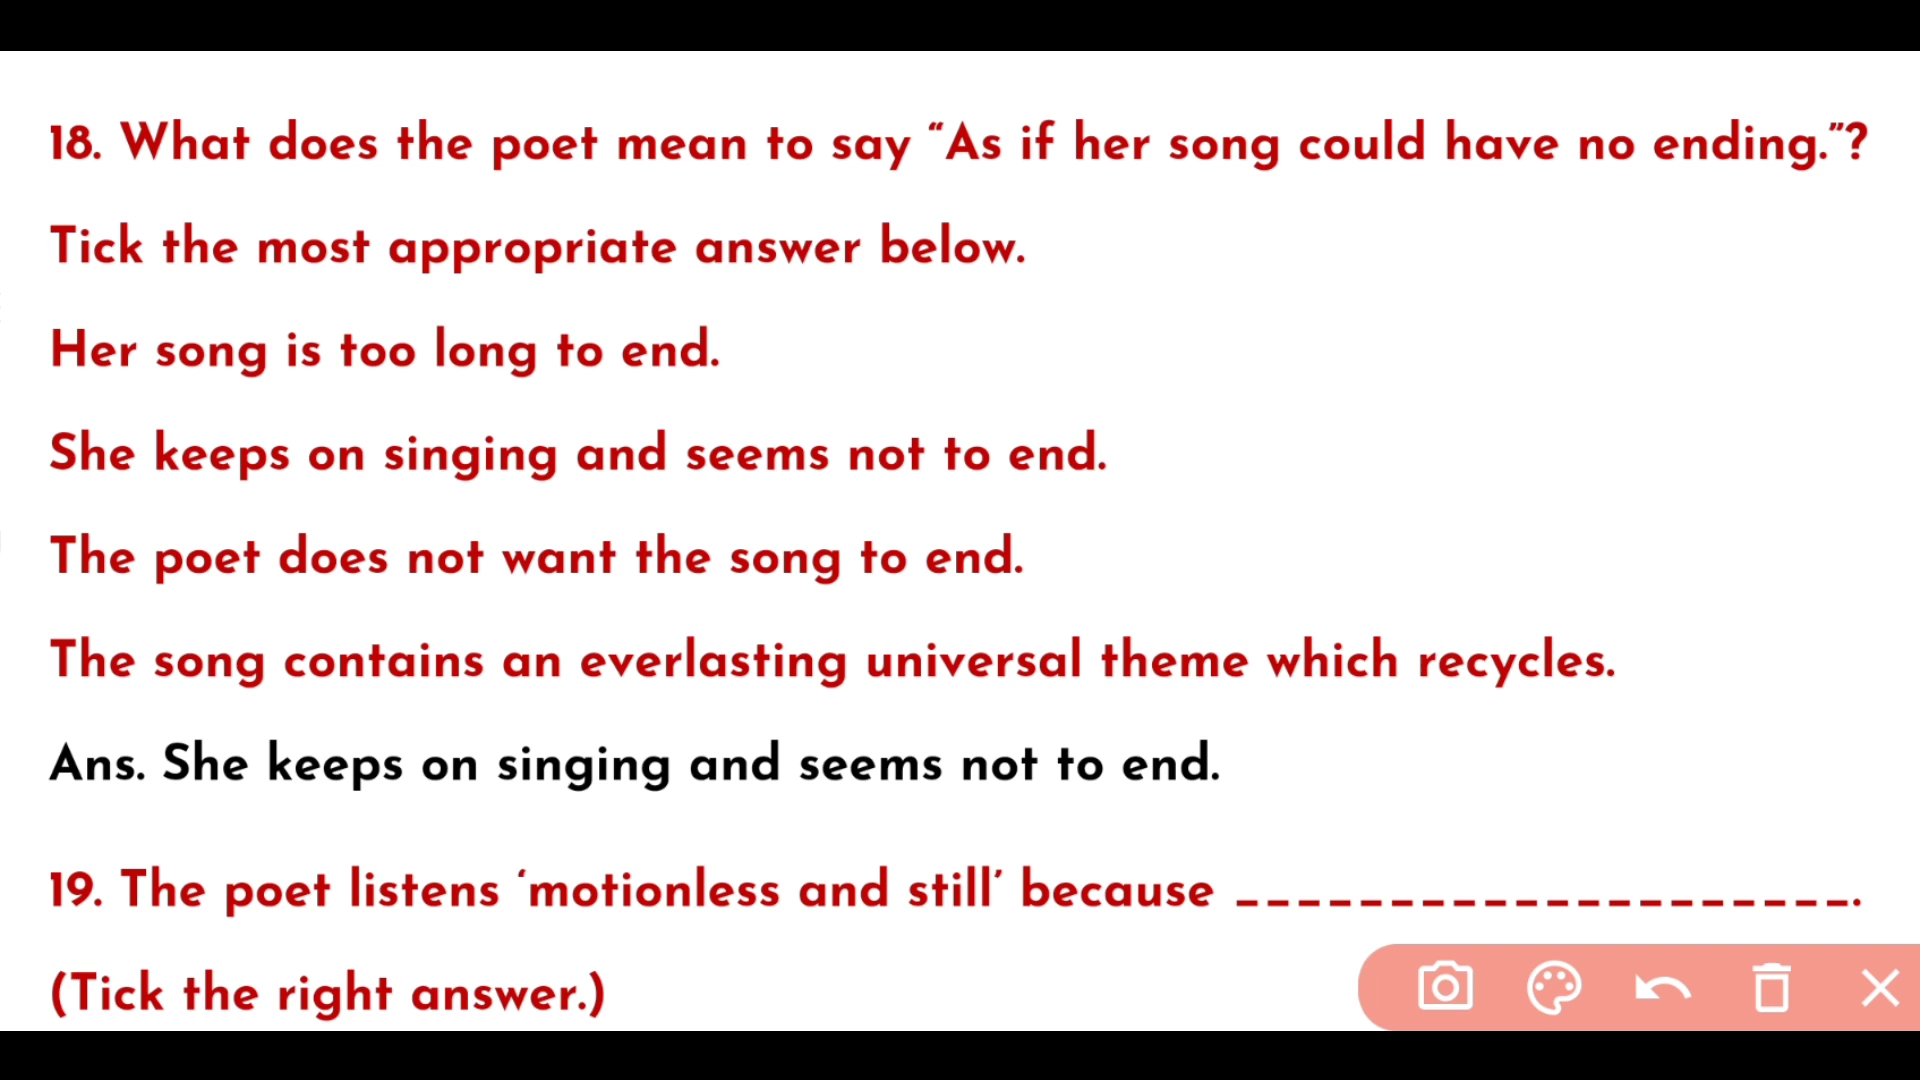 18. What does the poet mean to say “As if her song could have no ending.”?
Tick the most appropriate answer below.
Her song is too long to end.
She keeps on singing and seems not to end.
The poet does not want the song to end.
The song contains an everlasting universal theme which recycles.
Ans. She keeps on singing and seems not to end.
19. The poet listens ‘motionless and still’ because ____________________.
(Tick the right answer.)